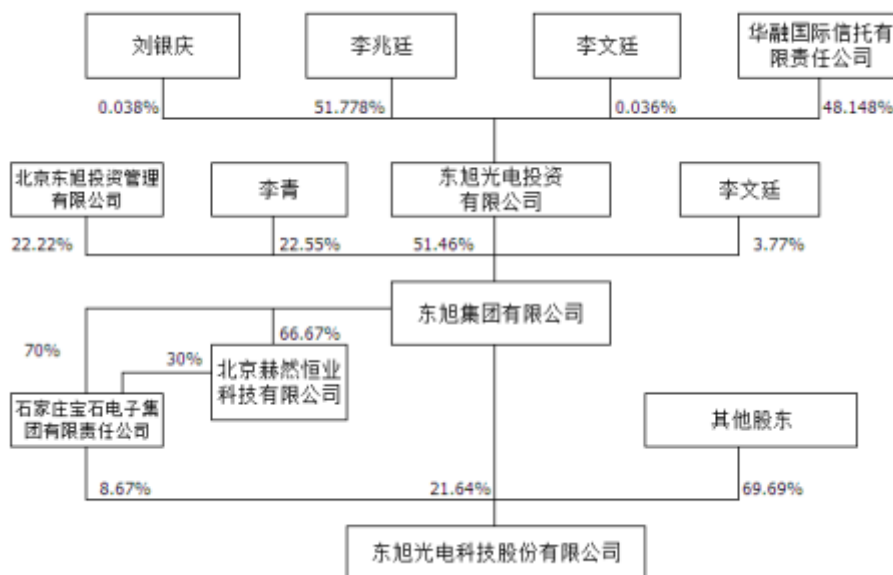 刘银庆
李兆廷
李文廷
华融国际信托有
限责任公司
0.038%
51.778%
0.036%
48.148%
北京东旭投资管理
有限公司
李青
东旭光电投资
有限公司
李文廷
22.22%
22.55%
51.46%
3.77%
东旭集团有限公司
70%
66.67%
30%
北京赫然恒业
科技有限公司
石家庄宝石电子集
团有限责任公司
其他股东
8.67%
21.64%
69.69%
东旭光电科技股份有限公司